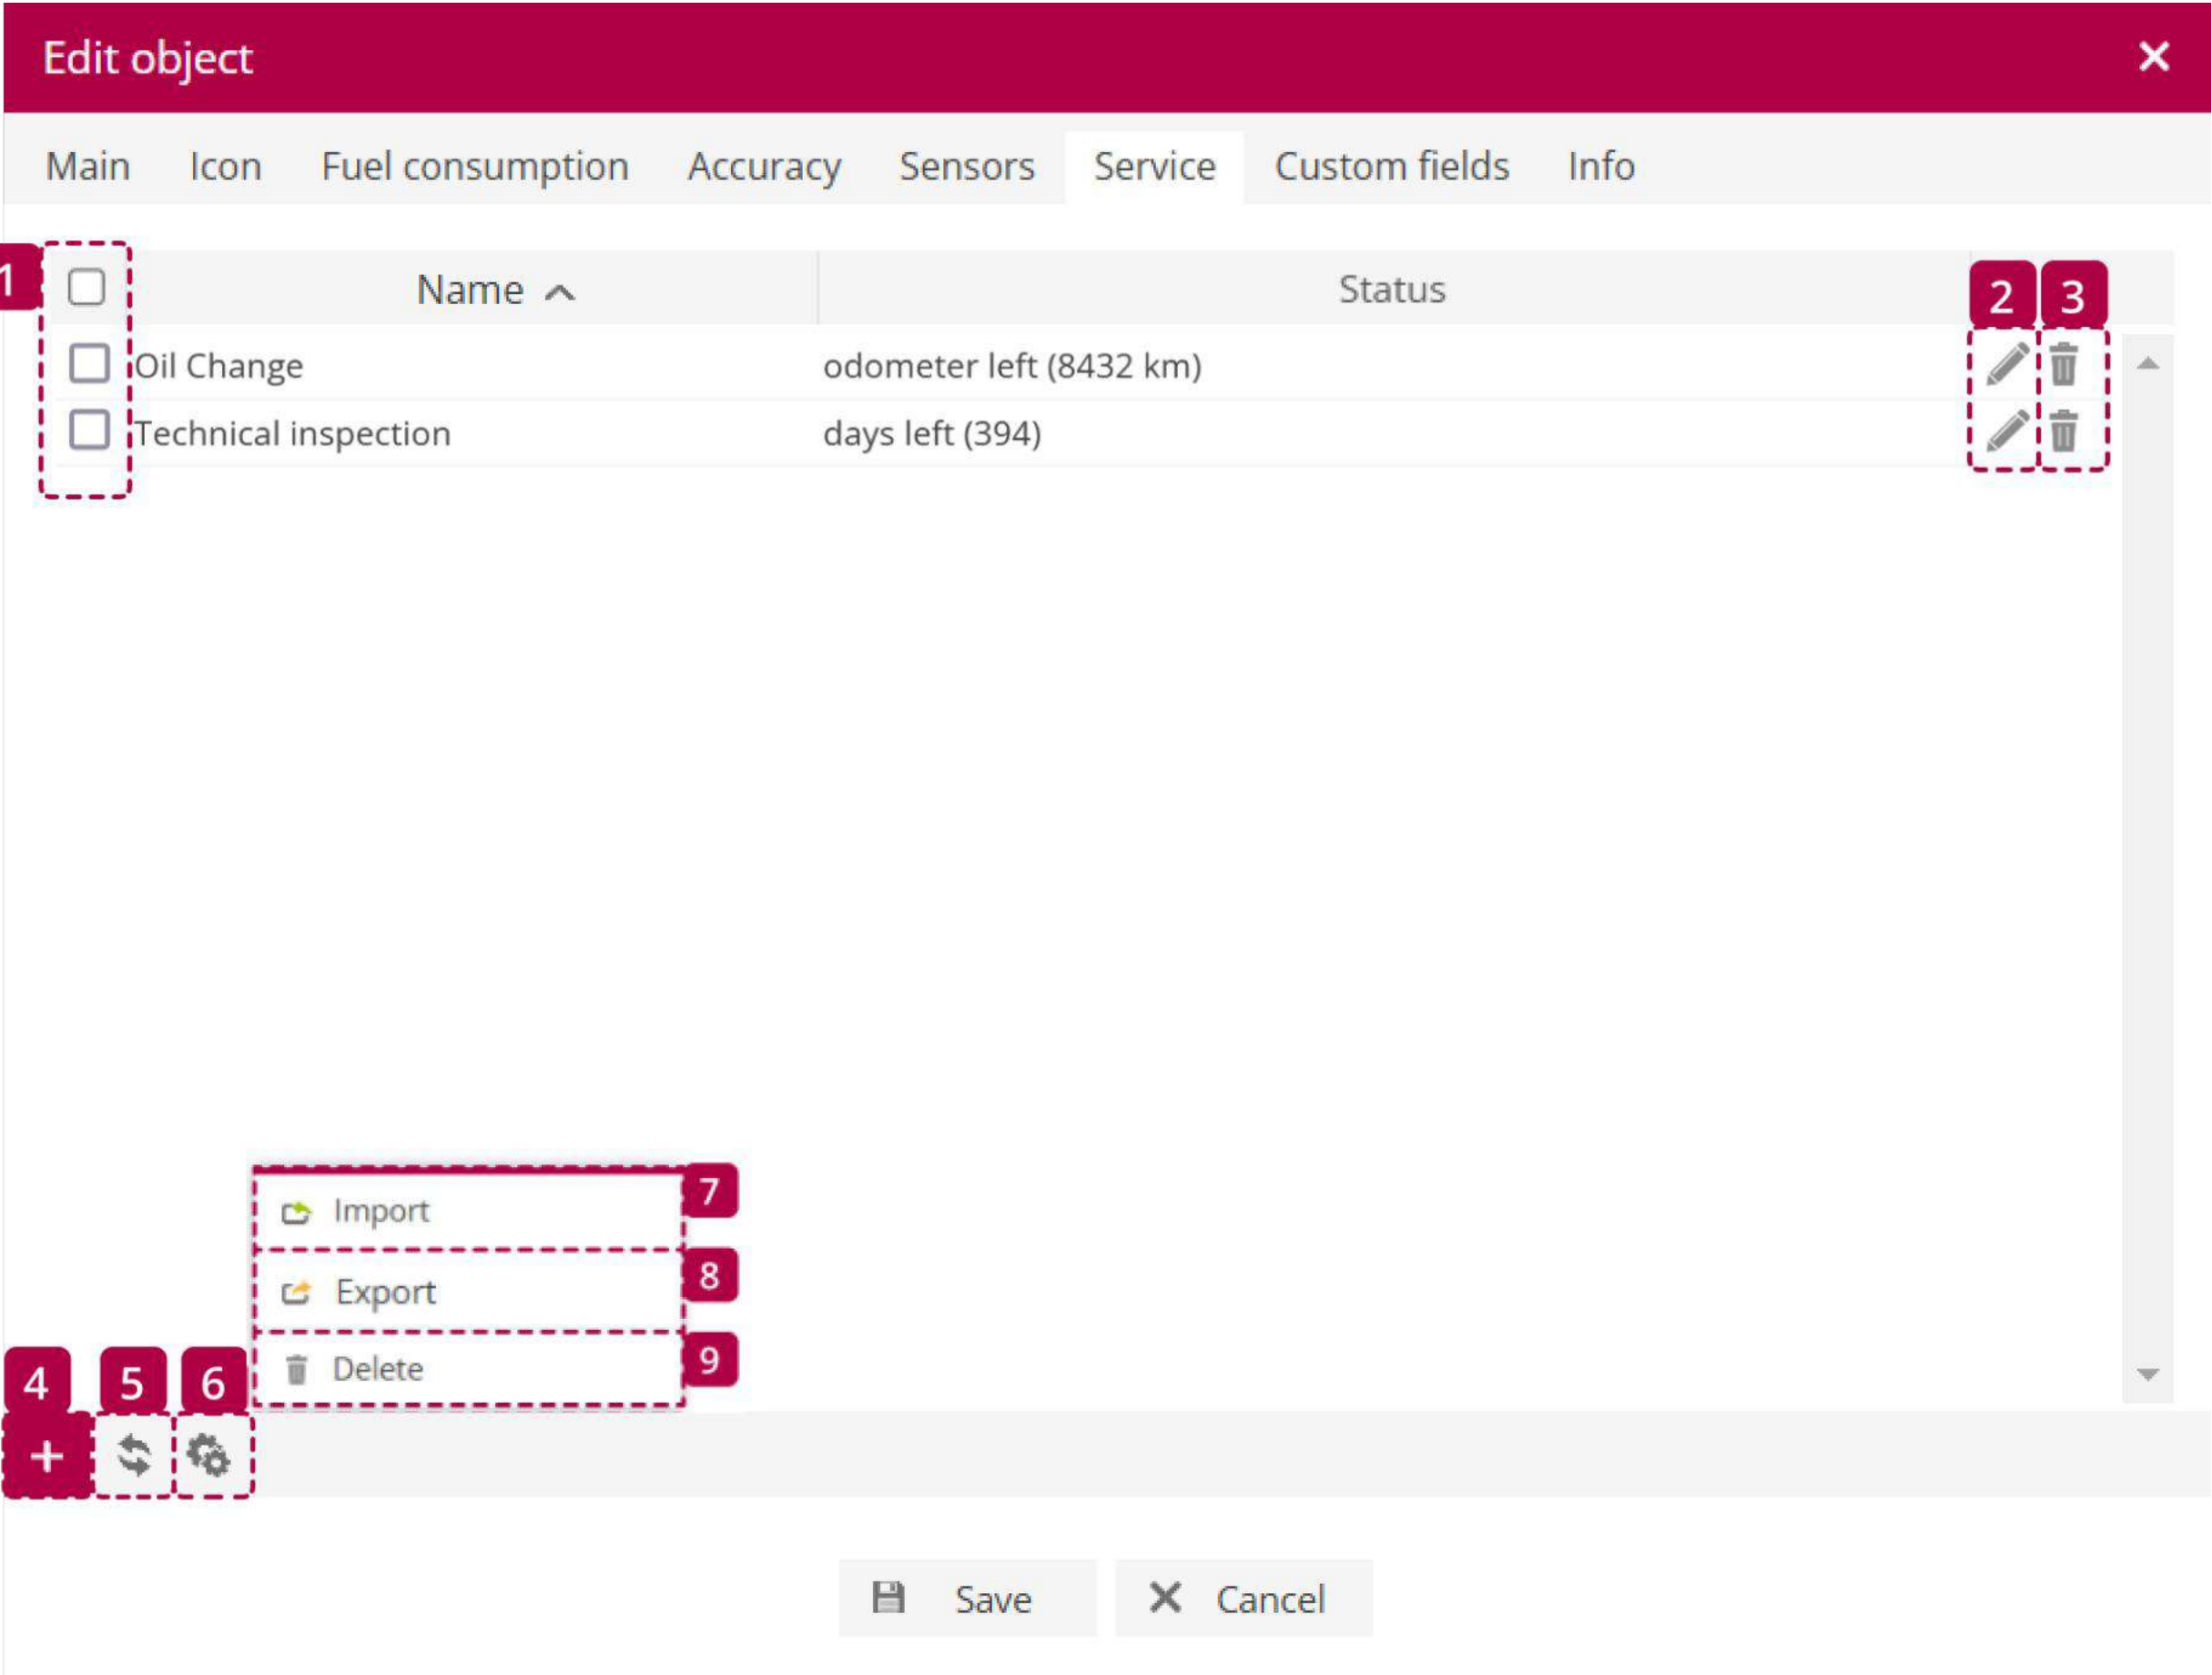 Edit object
Main Icon Fuel consumption Accuracy Sensors Service Custom fields Info
1 Name Status 2 3
Oil Change odometer left (8432 km)
Technical inspection days left (394)
Import 7
Export 8
Delete 9
4 5 6
Save Cancel